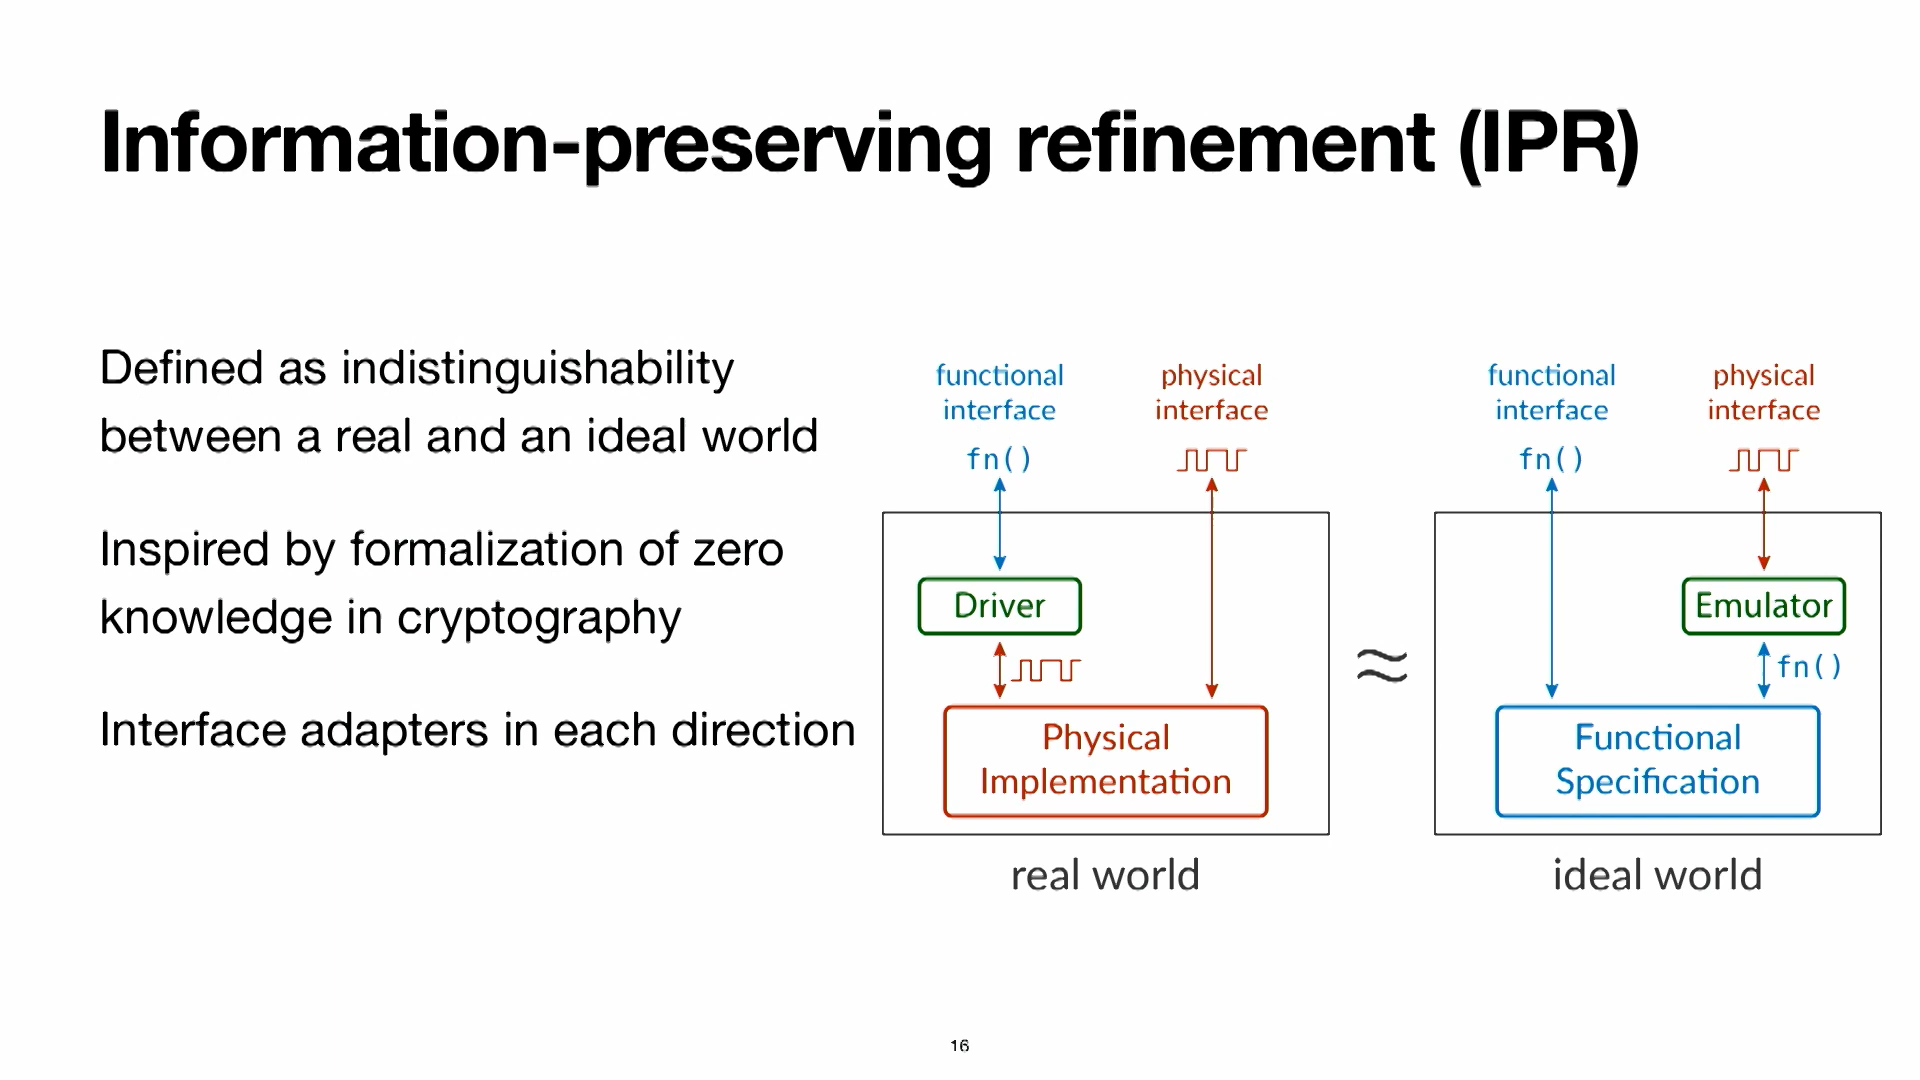 Information-preserving refinement (IPR)
Defined as indistinguishability
between a real and an ideal world
Inspired by formalization of zero
knowledge in cryptography
Interface adapters in each direction
functional
interface
fn()
physical
interface
Driver
Physical
Implementation
real world
≈
functional
interface
fn()
physical
interface
Emulator
fn()
Functional
Specification
ideal world
16